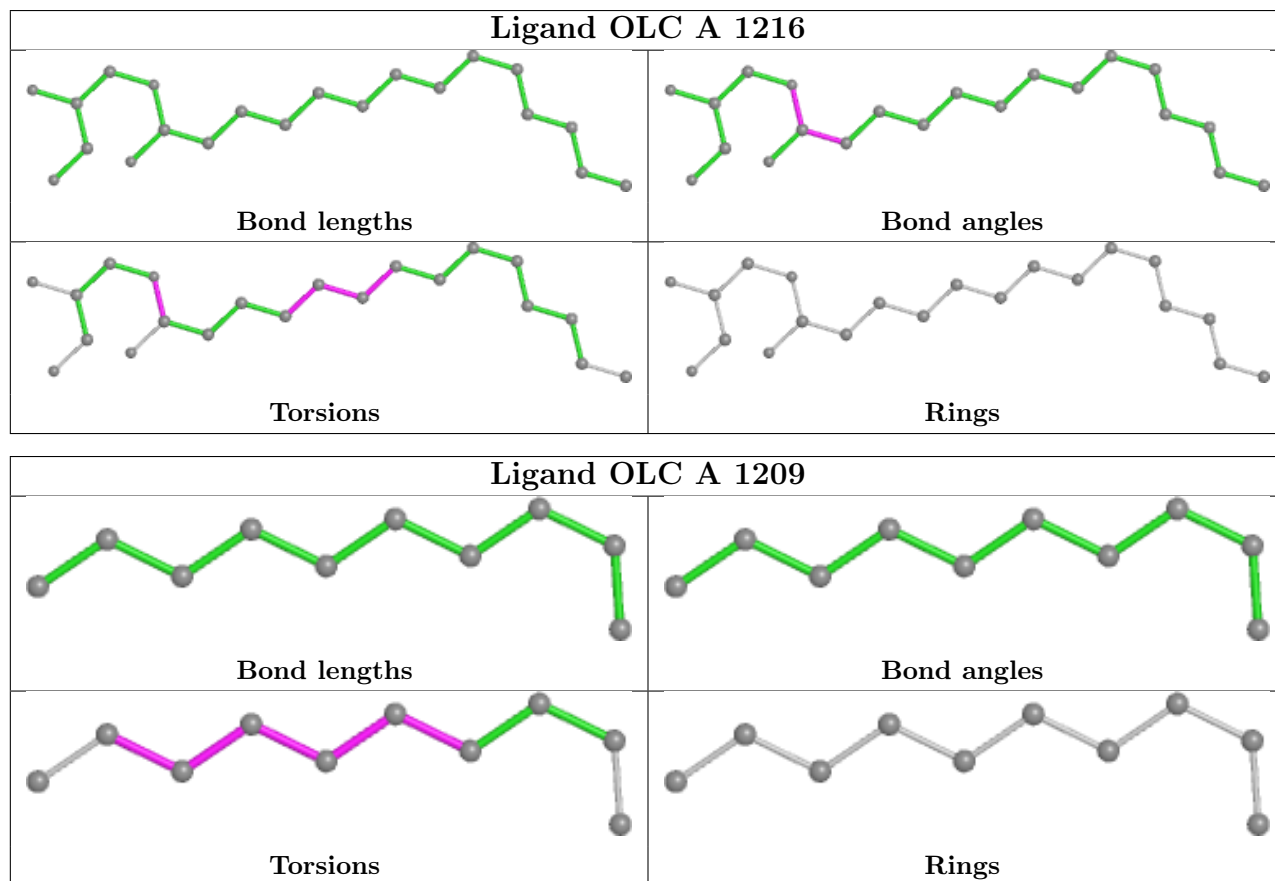 Ligand OLC A 1216
Bond lengths
Bond angles
Torsions
Rings
Ligand OLC A 1209
Bond lengths
Bond angles
Torsions
Rings